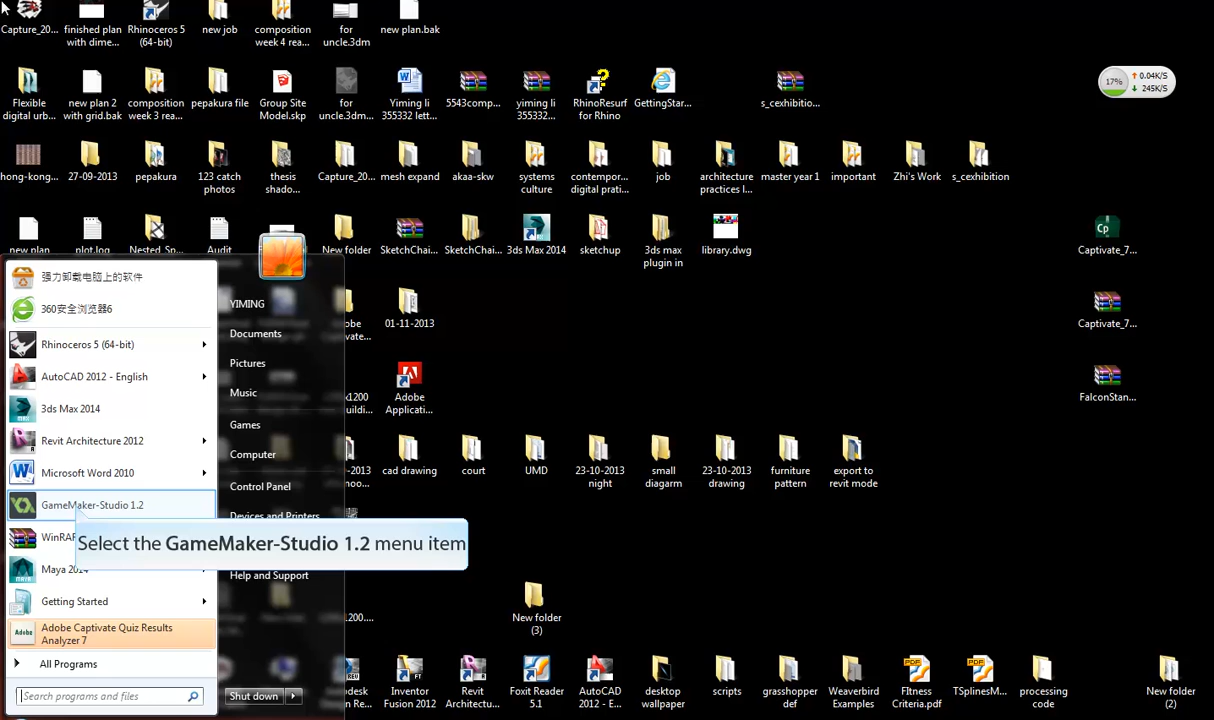 Capture_20...
finished plan
with dime...
Rhinoceros 5
(64-bit)
new job
composition
week 4 rea...
for
uncle.3dm
new plan.bak
Flexible
digital urb...
new plan 2
with grid.bak
composition
week 3 rea...
pepakura file
Group Site
Model.skp
for
uncle.3dm...
Yiming li
355332 lett...
5543comp...
yiming li
355332...
RhinoResurf
for Rhino
GettingStar...
s_cexhibitio...
17%
0.04K/S
245K/S
hong-kong...
27-09-2013
pepakura
123 catch
photos
thesis
shado...
Capture_20...
mesh expand
akaa-skw
systems
culture
contempor...
digital prati...
job
architecture
practices l...
master year 1
important
Zhi's Work
s_cexhibition
new plan
plot.log
Nested_Sp...
Audit
New folder
SketchChai...
SketchChai...
3ds Max 2014
sketchup
3ds max
plugin in
library.dwg
Cp
Captivate_7...
强力卸载电脑上的软件
360安全浏览器6
Rhinoceros 5 (64-bit)
AutoCAD 2012 - English
3ds Max 2014
Revit Architecture 2012
Microsoft Word 2010
GameMaker-Studio 1.2
WinRAR
Maya 2014
Getting Started
Adobe
Adobe Captivate Quiz Results
Analyzer 7
All Programs
Search programs and files
YIMING
Documents
Pictures
Music
Games
Computer
Control Panel
Devices and Printers
Help and Support
Shut down
Select the GameMaker-Studio 1.2 menu item
01-11-2013
Captivate_7...
Adobe
Applicati...
FalconStan...
cad drawing
court
UMD
23-10-2013
night
small
diagarm
23-10-2013
drawing
furniture
pattern
export to
revit mode
New folder
(3)
Inventor
Fusion 2012
Revit
Architectu...
Foxit Reader
5.1
AutoCAD
2012 - E...
desktop
wallpaper
scripts
grasshopper
def
Weaverbird
Examples
FItness
Criteria.pdf
TSplinesM...
processing
code
New folder
(2)